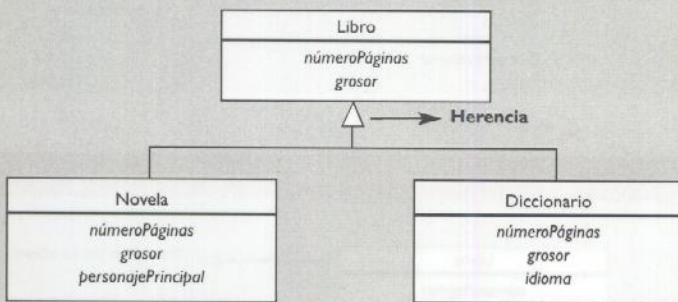 Libro
númeroPáginas
grosor
Herencia
Novela
númeroPáginas
grosor
personajePrincipal
Diccionario
númeroPáginas
grosor
idioma